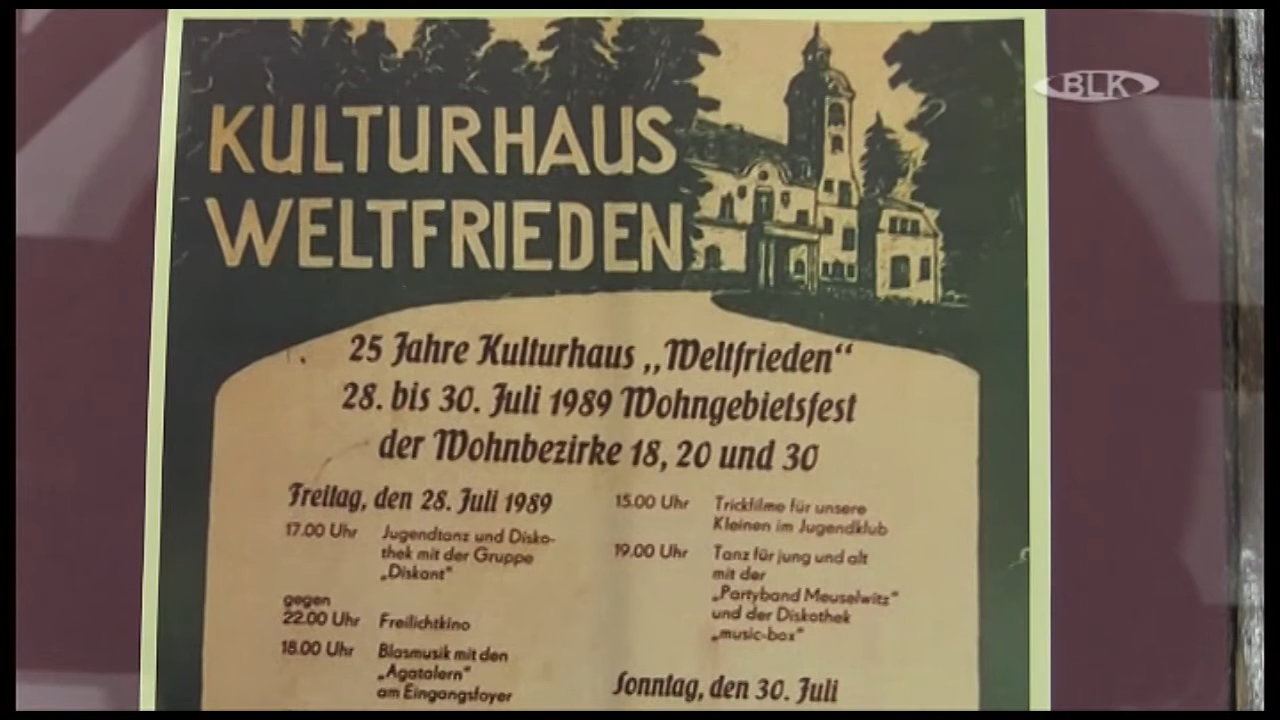 BLK
KULTURHAUS
WELTFRIEDEN
25 Jahre Kulturhaus „Weltfrieden“
28. bis 30. Juli 1989 Wohngebietsfest
der Wohnbezirke 18, 20 und 30
Freitag, den 28. Juli 1989
17.00 Uhr Jugendtanz und Disko-
thek mit der Gruppe
„Diskant“
gegen
22.00 Uhr Freilichtkino
18.00 Uhr Blasmusik mit den
„Agatalern“
am Eingangsfoyer
15.00 Uhr Trickfilme für unsere
Kleinen im Jugendklub
19.00 Uhr Tanz für jung und alt
mit der
„Partyband Meuselwitz“
und der Diskothek
„music-box“
Sonntag, den 30. Juli